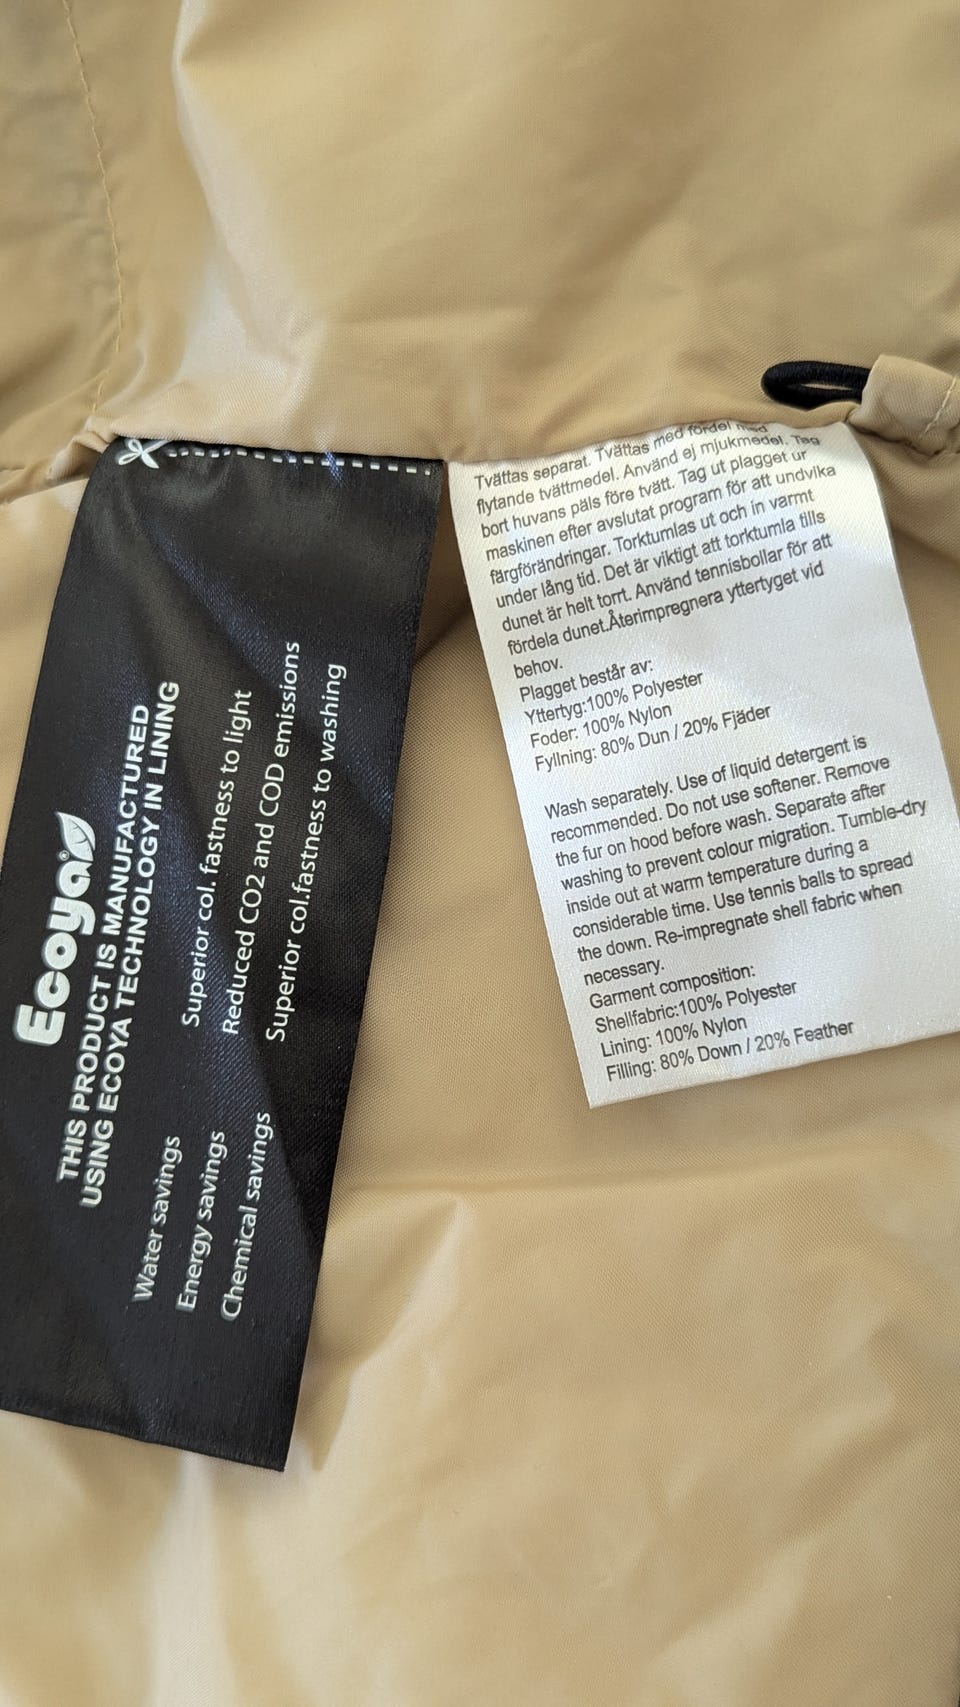 Ecoya®
THIS PRODUCT IS MANUFACTURED
USING ECOYA TECHNOLOGY IN LINING
Water savings
Energy savings
Chemical savings
Superior col. fastness to light
Reduced CO2 and COD emissions
Superior col.fastness to washing
Tvättas separat. Tvättas med fördel med
flytande tvättmedel. Använd ej mjukmedel. Tag
bort huvans päls före tvätt. Tag ut plagget ur
maskinen efter avslutat program för att undvika
färgförändringar. Torktumlas ut och in varmt
under lång tid. Det är viktigt att torktumla tills
dunet är helt torrt. Använd tennisbollar för att
fördela dunet.Återimpregnera yttertyget vid
behov.
Plagget består av:
Yttertyg:100% Polyester
Foder: 100% Nylon
Fyllning: 80% Dun / 20% Fjäder
Wash separately. Use of liquid detergent is
recommended. Do not use softener. Remove
the fur on hood before wash. Separate after
washing to prevent colour migration. Tumble-dry
inside out at warm temperature during a
considerable time. Use tennis balls to spread
the down. Re-impregnate shell fabric when
necessary.
Garment composition:
Shellfabric:100% Polyester
Lining: 100% Nylon
Filling: 80% Down / 20% Feather